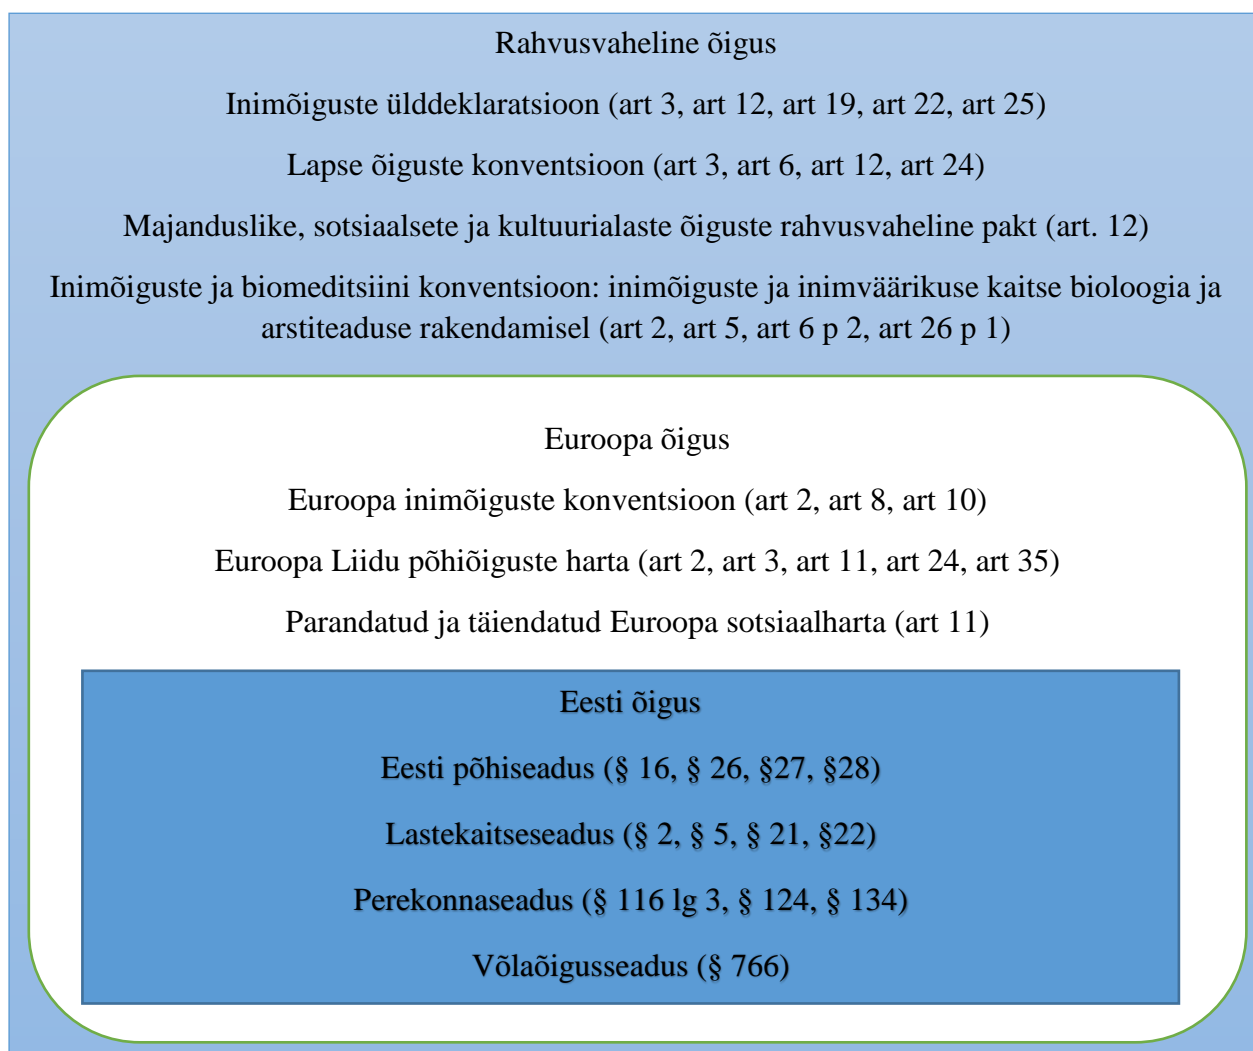 Rahvusvaheline õigus
Inimõiguste ülddeklaratsioon (art 3, art 12, art 19, art 22, art 25)
Lapse õiguste konventsioon (art 3, art 6, art 12, art 24)
Majanduslike, sotsiaalsete ja kultuurialaste õiguste rahvusvaheline pakt (art. 12)
Inimõiguste ja biomeditsiini konventsioon: inimõiguste ja inimväärikuse kaitse bioloogia ja
arstiteaduse rakendamisel (art 2, art 5, art 6 p 2, art 26 p 1)
Euroopa õigus
Euroopa inimõiguste konventsioon (art 2, art 8, art 10)
Euroopa Liidu põhiõiguste harta (art 2, art 3, art 11, art 24, art 35)
Parandatud ja täiendatud Euroopa sotsiaalharta (art 11)
Eesti õigus
Eesti põhiseadus (§ 16, § 26, §27, §28)
Lastekaitseseadus (§ 2, § 5, § 21, §22)
Perekonnaseadus (§ 116 lg 3, § 124, § 134)
Võlaõigusseadus (§ 766)